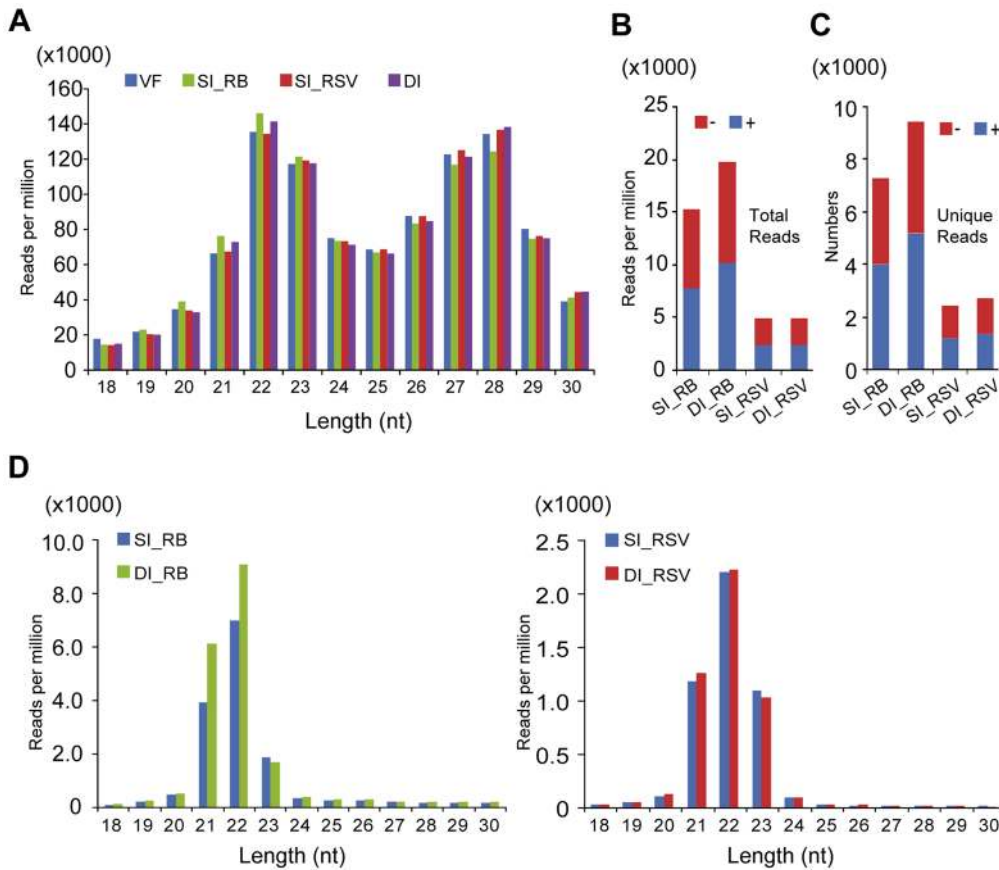 A
(x1000)
VF SI_RB SI_RSV DI
Reads per million
160
140
120
100
80
60
40
20
0
18 19 20 21 22 23 24 25 26 27 28 29 30
Length (nt)
B
(x1000)
- +
Reads per million
25
20
15
10
5
0
Total
Reads
SI_RB DI_RB SI_RSV DI_RSV
C
(x1000)
- +
Numbers
10
8
6
4
2
0
Unique
Reads
SI_RB DI_RB SI_RSV DI_RSV
D
(x1000)
SI_RB
DI_RB
Reads per million
10.0
8.0
6.0
4.0
2.0
0
18 19 20 21 22 23 24 25 26 27 28 29 30
Length (nt)
(x1000)
SI_RSV
DI_RSV
Reads per million
2.5
2.0
1.5
1.0
0.5
0
18 19 20 21 22 23 24 25 26 27 28 29 30
Length (nt)